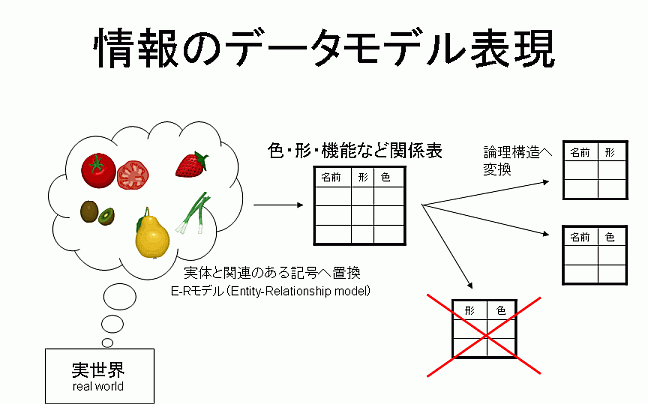 情報のデータモデル表現
色・形・機能など関係表
名前 形 色
論理構造へ
変換
名前 形
名前 色
実体と関連のある記号へ置換
E-Rモデル(Entity-Relationship model)
形 色
実世界
real world